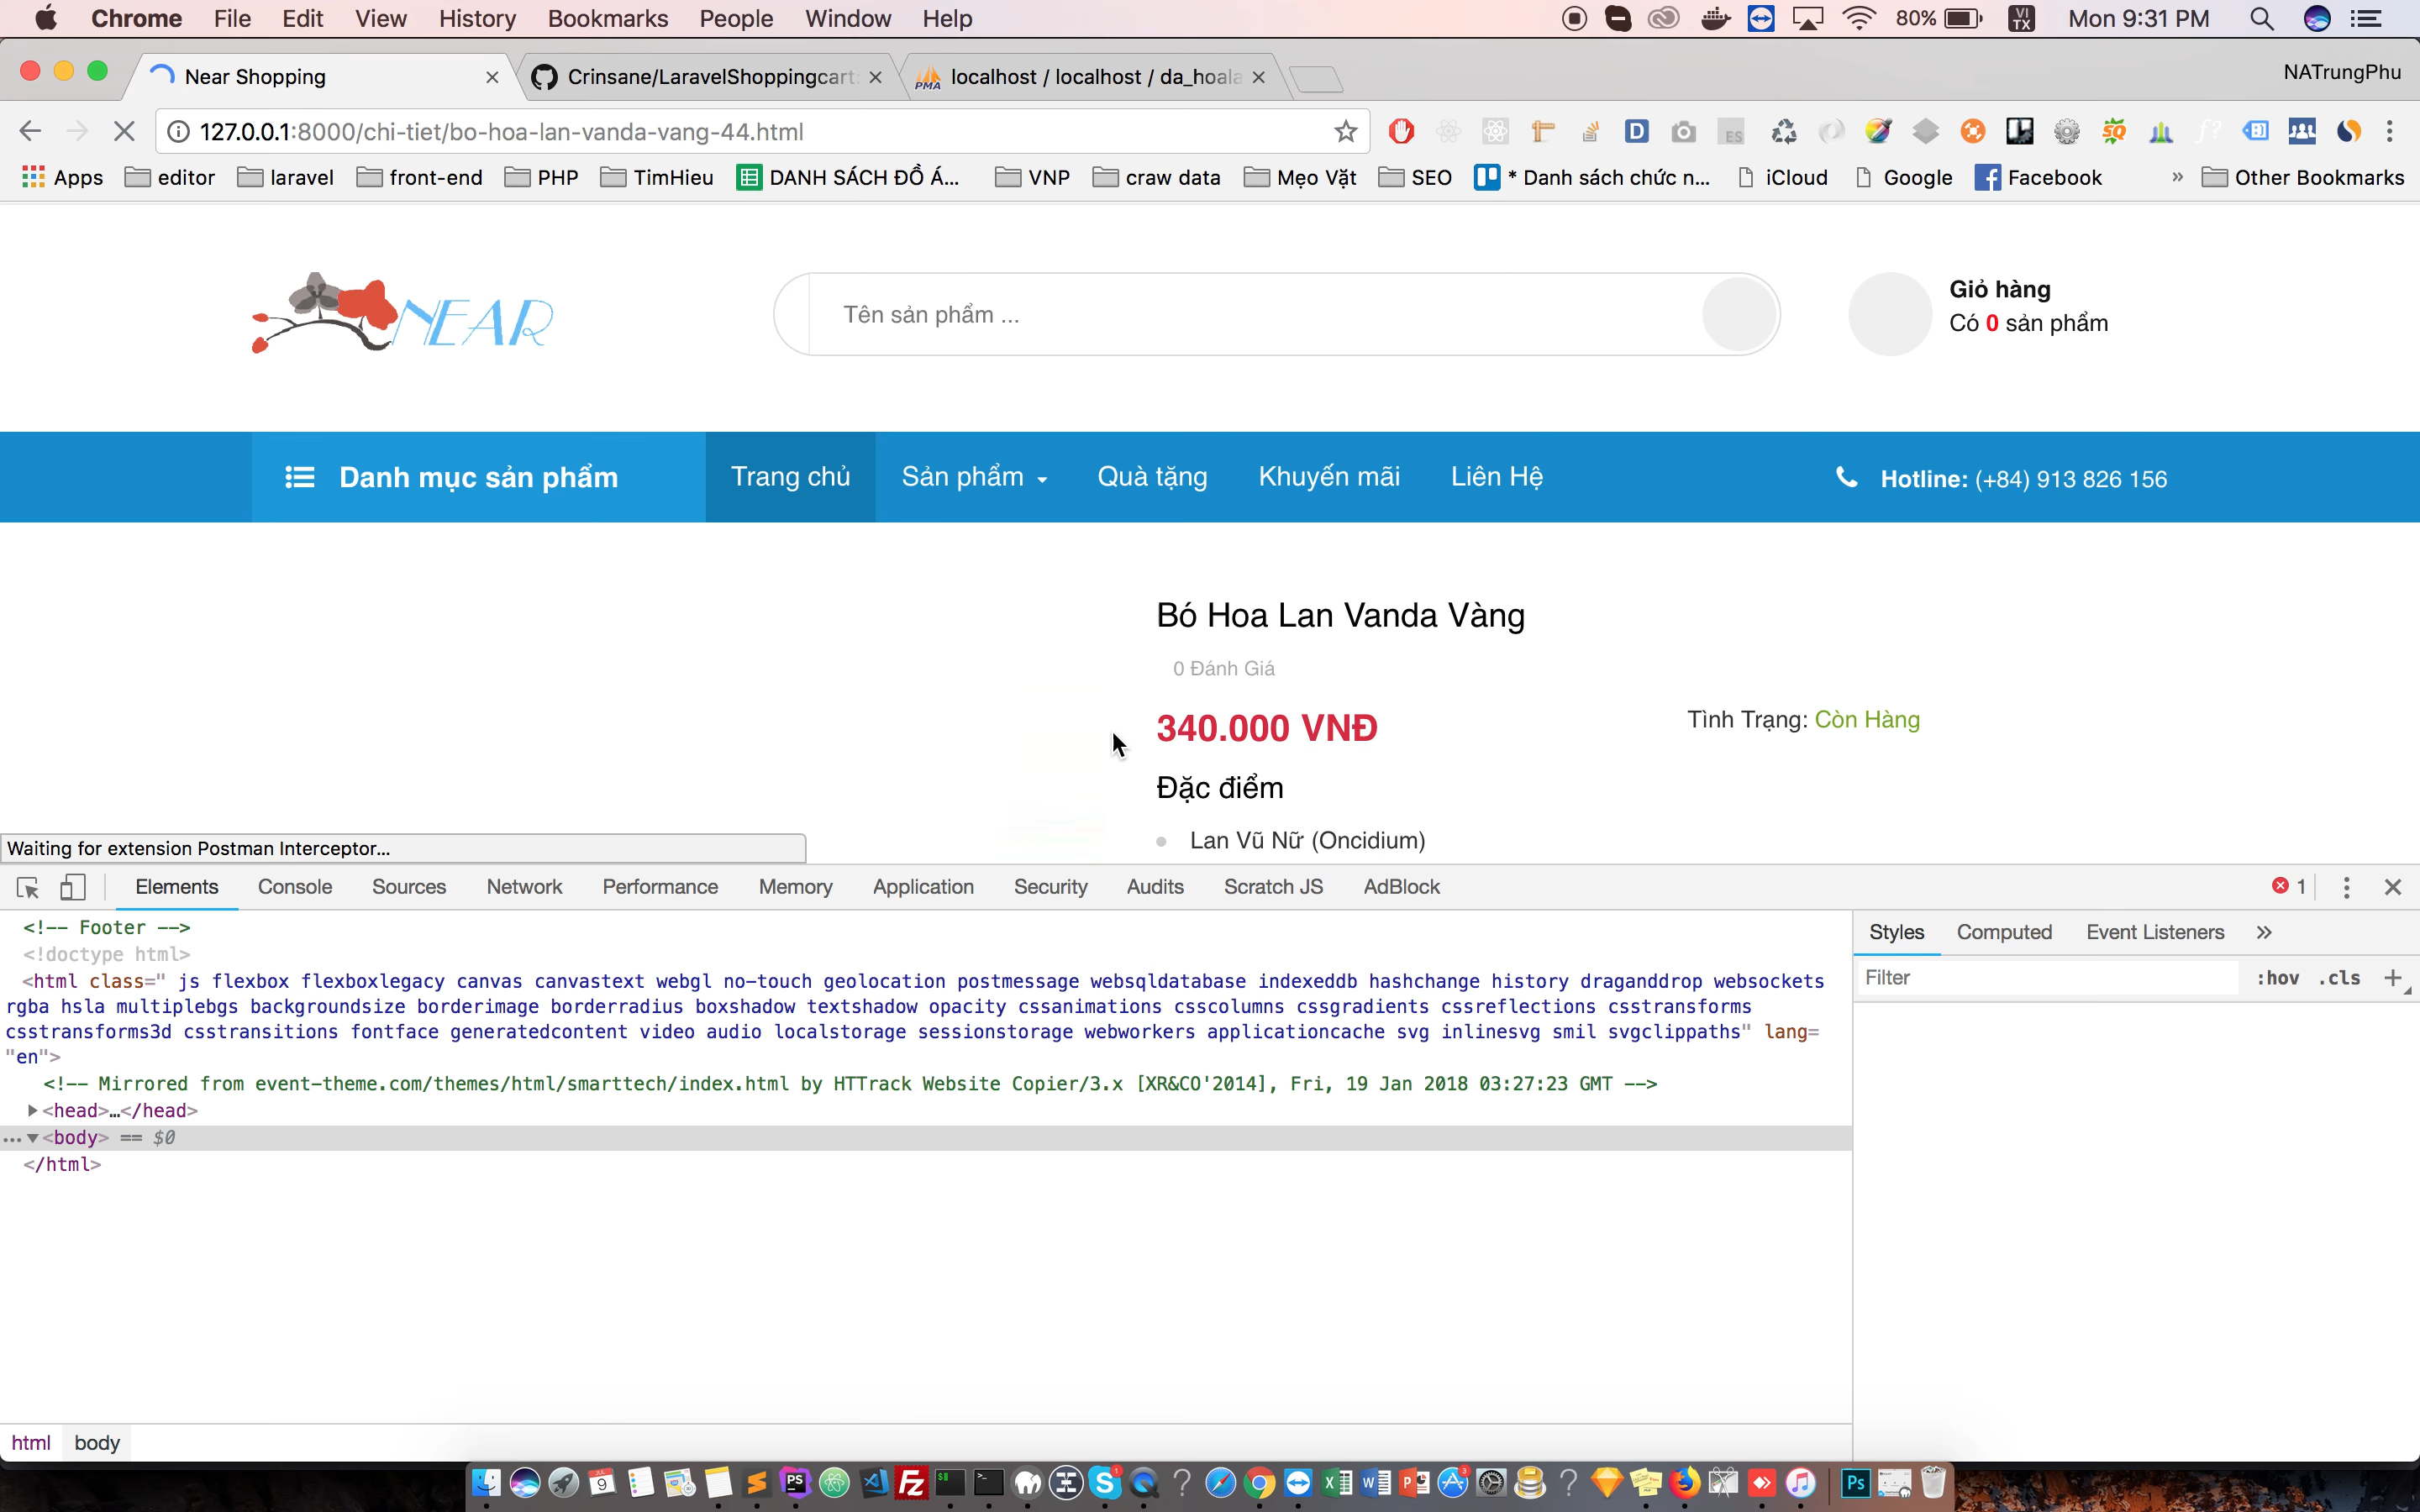 Chrome File Edit View History Bookmarks People Window Help 80% VI TX Mon 9:31 PM
Near Shopping Crinsane/LaravelShoppingcart: PMA localhost / localhost / da_hoala NATrungPhu
127.0.0.1:8000/chi-tiet/bo-hoa-lan-vanda-vang-44.html
Apps editor laravel front-end PHP TimHieu DANH SÁCH ĐỒ Á... VNP craw data Mẹo Vặt SEO * Danh sách chức n... iCloud Google Facebook » Other Bookmarks
NEAR
Tên sản phẩm ...
Giỏ hàng
Có 0 sản phẩm
Danh mục sản phẩm Trang chủ Sản phẩm Quà tặng Khuyến mãi Liên Hệ Hotline: (+84) 913 826 156
Bó Hoa Lan Vanda Vàng
0 Đánh Giá
340.000 VNĐ Tình Trạng: Còn Hàng
Đặc điểm
Lan Vũ Nữ (Oncidium)
Waiting for extension Postman Interceptor...
Elements Console Sources Network Performance Memory Application Security Audits Scratch JS AdBlock 1
<!-- Footer -->
<!doctype html>
<html class=" js flexbox flexboxlegacy canvas canvastext webgl no-touch geolocation postmessage websqldatabase indexeddb hashchange history draganddrop websockets
rgba hsla multiplebgs backgroundsize borderimage borderradius boxshadow textshadow opacity cssanimations csscolumns cssgradients cssreflections csstransforms
csstransforms3d csstransitions fontface generatedcontent video audio localstorage sessionstorage webworkers applicationcache svg inlinesvg smil svgclippaths" lang=
"en">
<!-- Mirrored from event-theme.com/themes/html/smarttech/index.html by HTTrack Website Copier/3.x [XR&CO'2014], Fri, 19 Jan 2018 03:27:23 GMT -->
<head>…</head>
<body> == $0
</html>
Styles Computed Event Listeners »
Filter :hov .cls +
html body